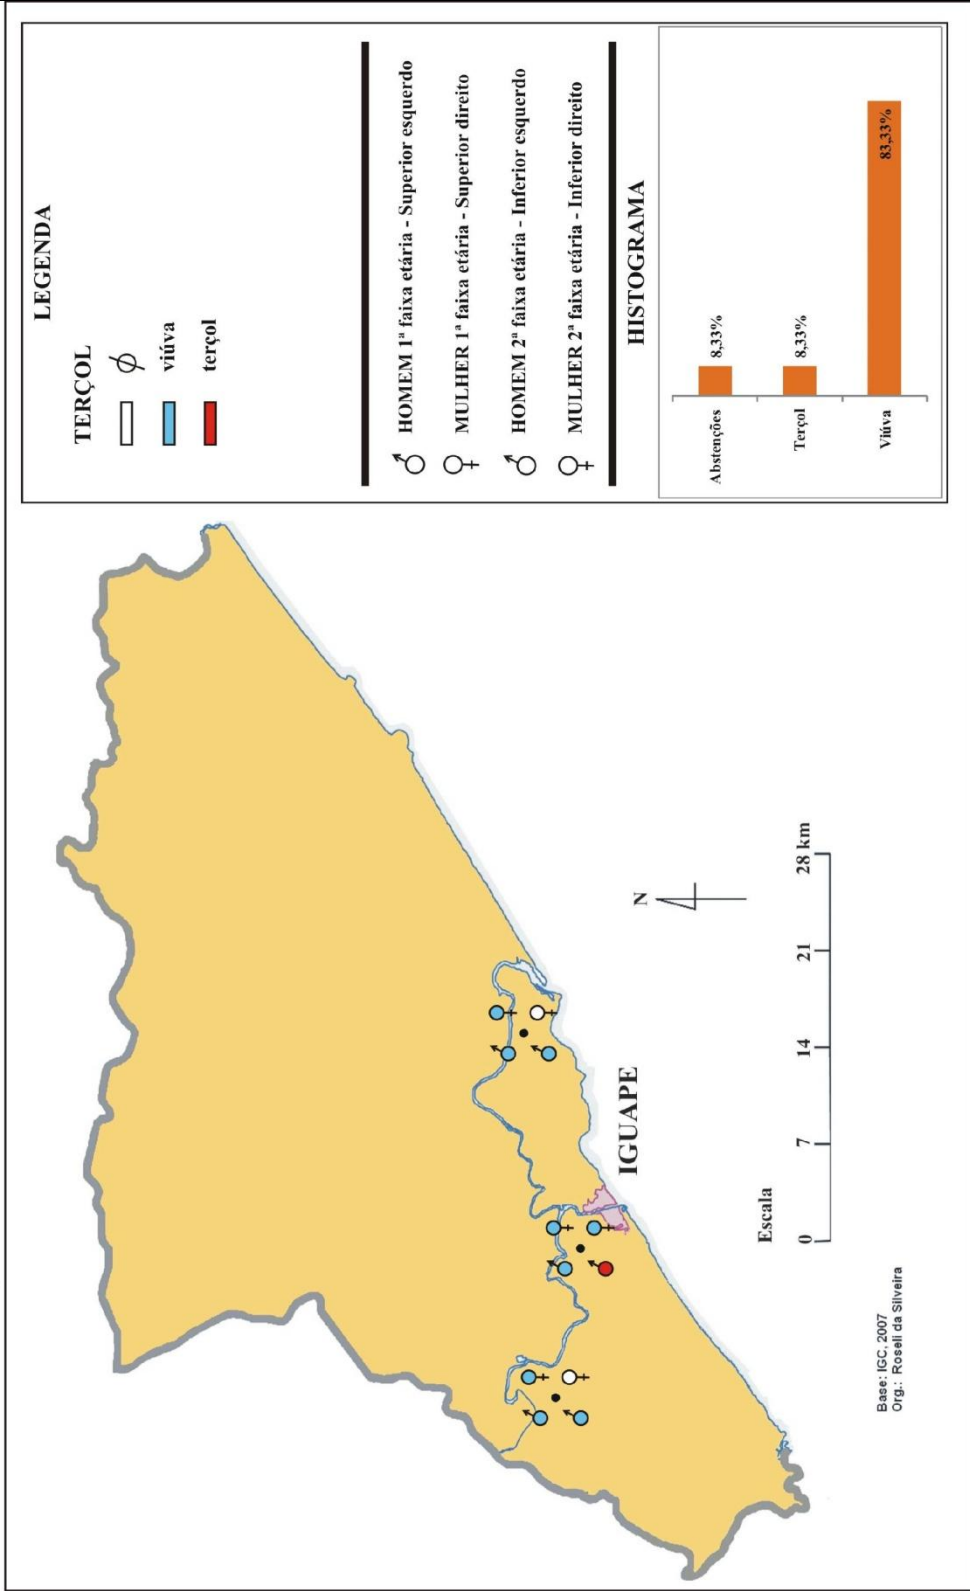 LEGENDA
TERÇOL
ϕ
viúva
terçol
HOMEM 1ª faixa etária - Superior esquerdo
MULHER 1ª faixa etária - Superior direito
HOMEM 2ª faixa etária - Inferior esquerdo
MULHER 2ª faixa etária - Inferior direito
HISTOGRAMA
Abstenções
8,33%
Terçol
8,33%
Viúva
83,33%
IGUAPE
N
Escala
0 7 14 21 28 km
Base: IGC, 2007
Org.: Roseli da Silveira